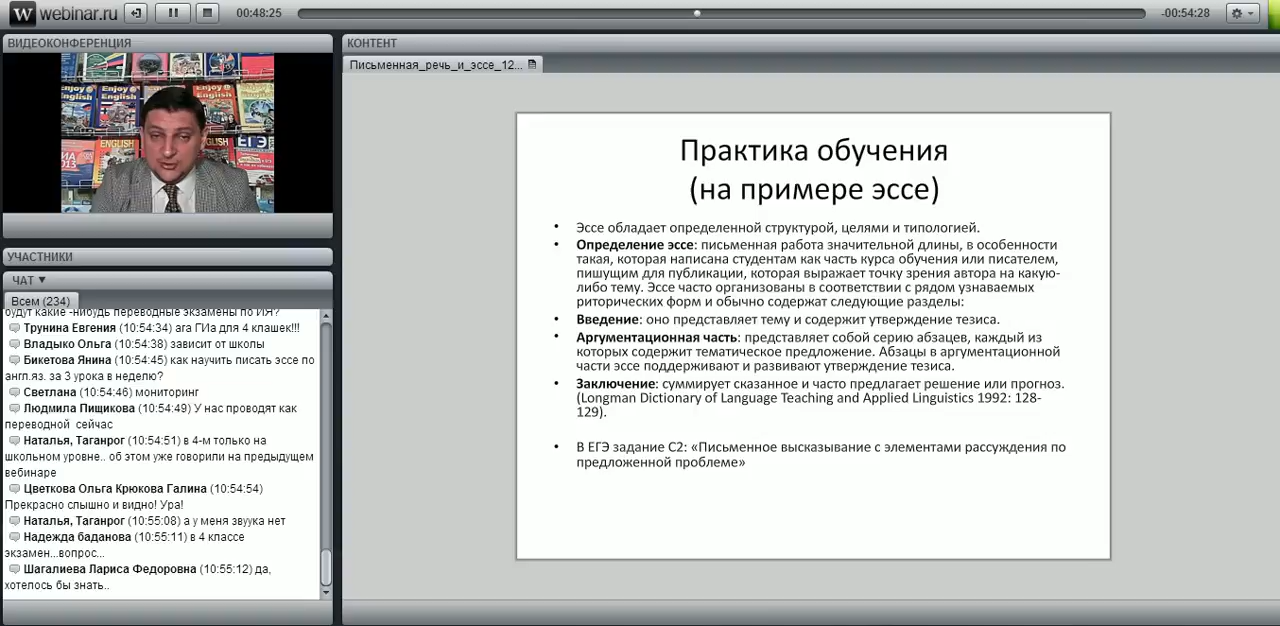 W webinar.ru
00:48:25
-00:54:28
ВИДЕОКОНФЕРЕНЦИЯ
Enjoy English
Enjoy English
Enjoy English
ENGLISH
ЕГЭ
2013
УЧАСТНИКИ
ЧАТ ▼
Всем (234)
будут какие -нибудь переводные экзамены по ИЯ?
Трунина Евгения (10:54:34) ага ГИа для 4 клашек!!!
Владыко Ольга (10:54:38) зависит от школы
Бикетова Янина (10:54:45) как научить писать эссе по
англ.яз. за 3 урока в неделю?
Светлана (10:54:46) мониторинг
Людмила Пищикова (10:54:49) У нас проводят как
переводной сейчас
Наталья, Таганрог (10:54:51) в 4-м только на
школьном уровне.. об этом уже говорили на предыдущем
вебинаре
Цветкова Ольга Крюкова Галина (10:54:54)
Прекрасно слышно и видно! Ура!
Наталья, Таганрог (10:55:08) а у меня звуука нет
Надежда баданова (10:55:11) в 4 классе
экзамен...вопрос...
Шагалиева Лариса Федоровна (10:55:12) да,
хотелось бы знать..
КОНТЕНТ
Письменная_речь_и_эссе_12...
Практика обучения
(на примере эссе)
• Эссе обладает определенной структурой, целями и типологией.
• Определение эссе: письменная работа значительной длины, в особенности
такая, которая написана студентам как часть курса обучения или писателем,
пишущим для публикации, которая выражает точку зрения автора на какую-
либо тему. Эссе часто организованы в соответствии с рядом узнаваемых
риторических форм и обычно содержат следующие разделы:
• Введение: оно представляет тему и содержит утверждение тезиса.
• Аргументационная часть: представляет собой серию абзацев, каждый из
которых содержит тематическое предложение. Абзацы в аргументационной
части эссе поддерживают и развивают утверждение тезиса.
• Заключение: суммирует сказанное и часто предлагает решение или прогноз.
(Longman Dictionary of Language Teaching and Applied Linguistics 1992: 128-
129).
• В ЕГЭ задание С2: «Письменное высказывание с элементами рассуждения по
предложенной проблеме»